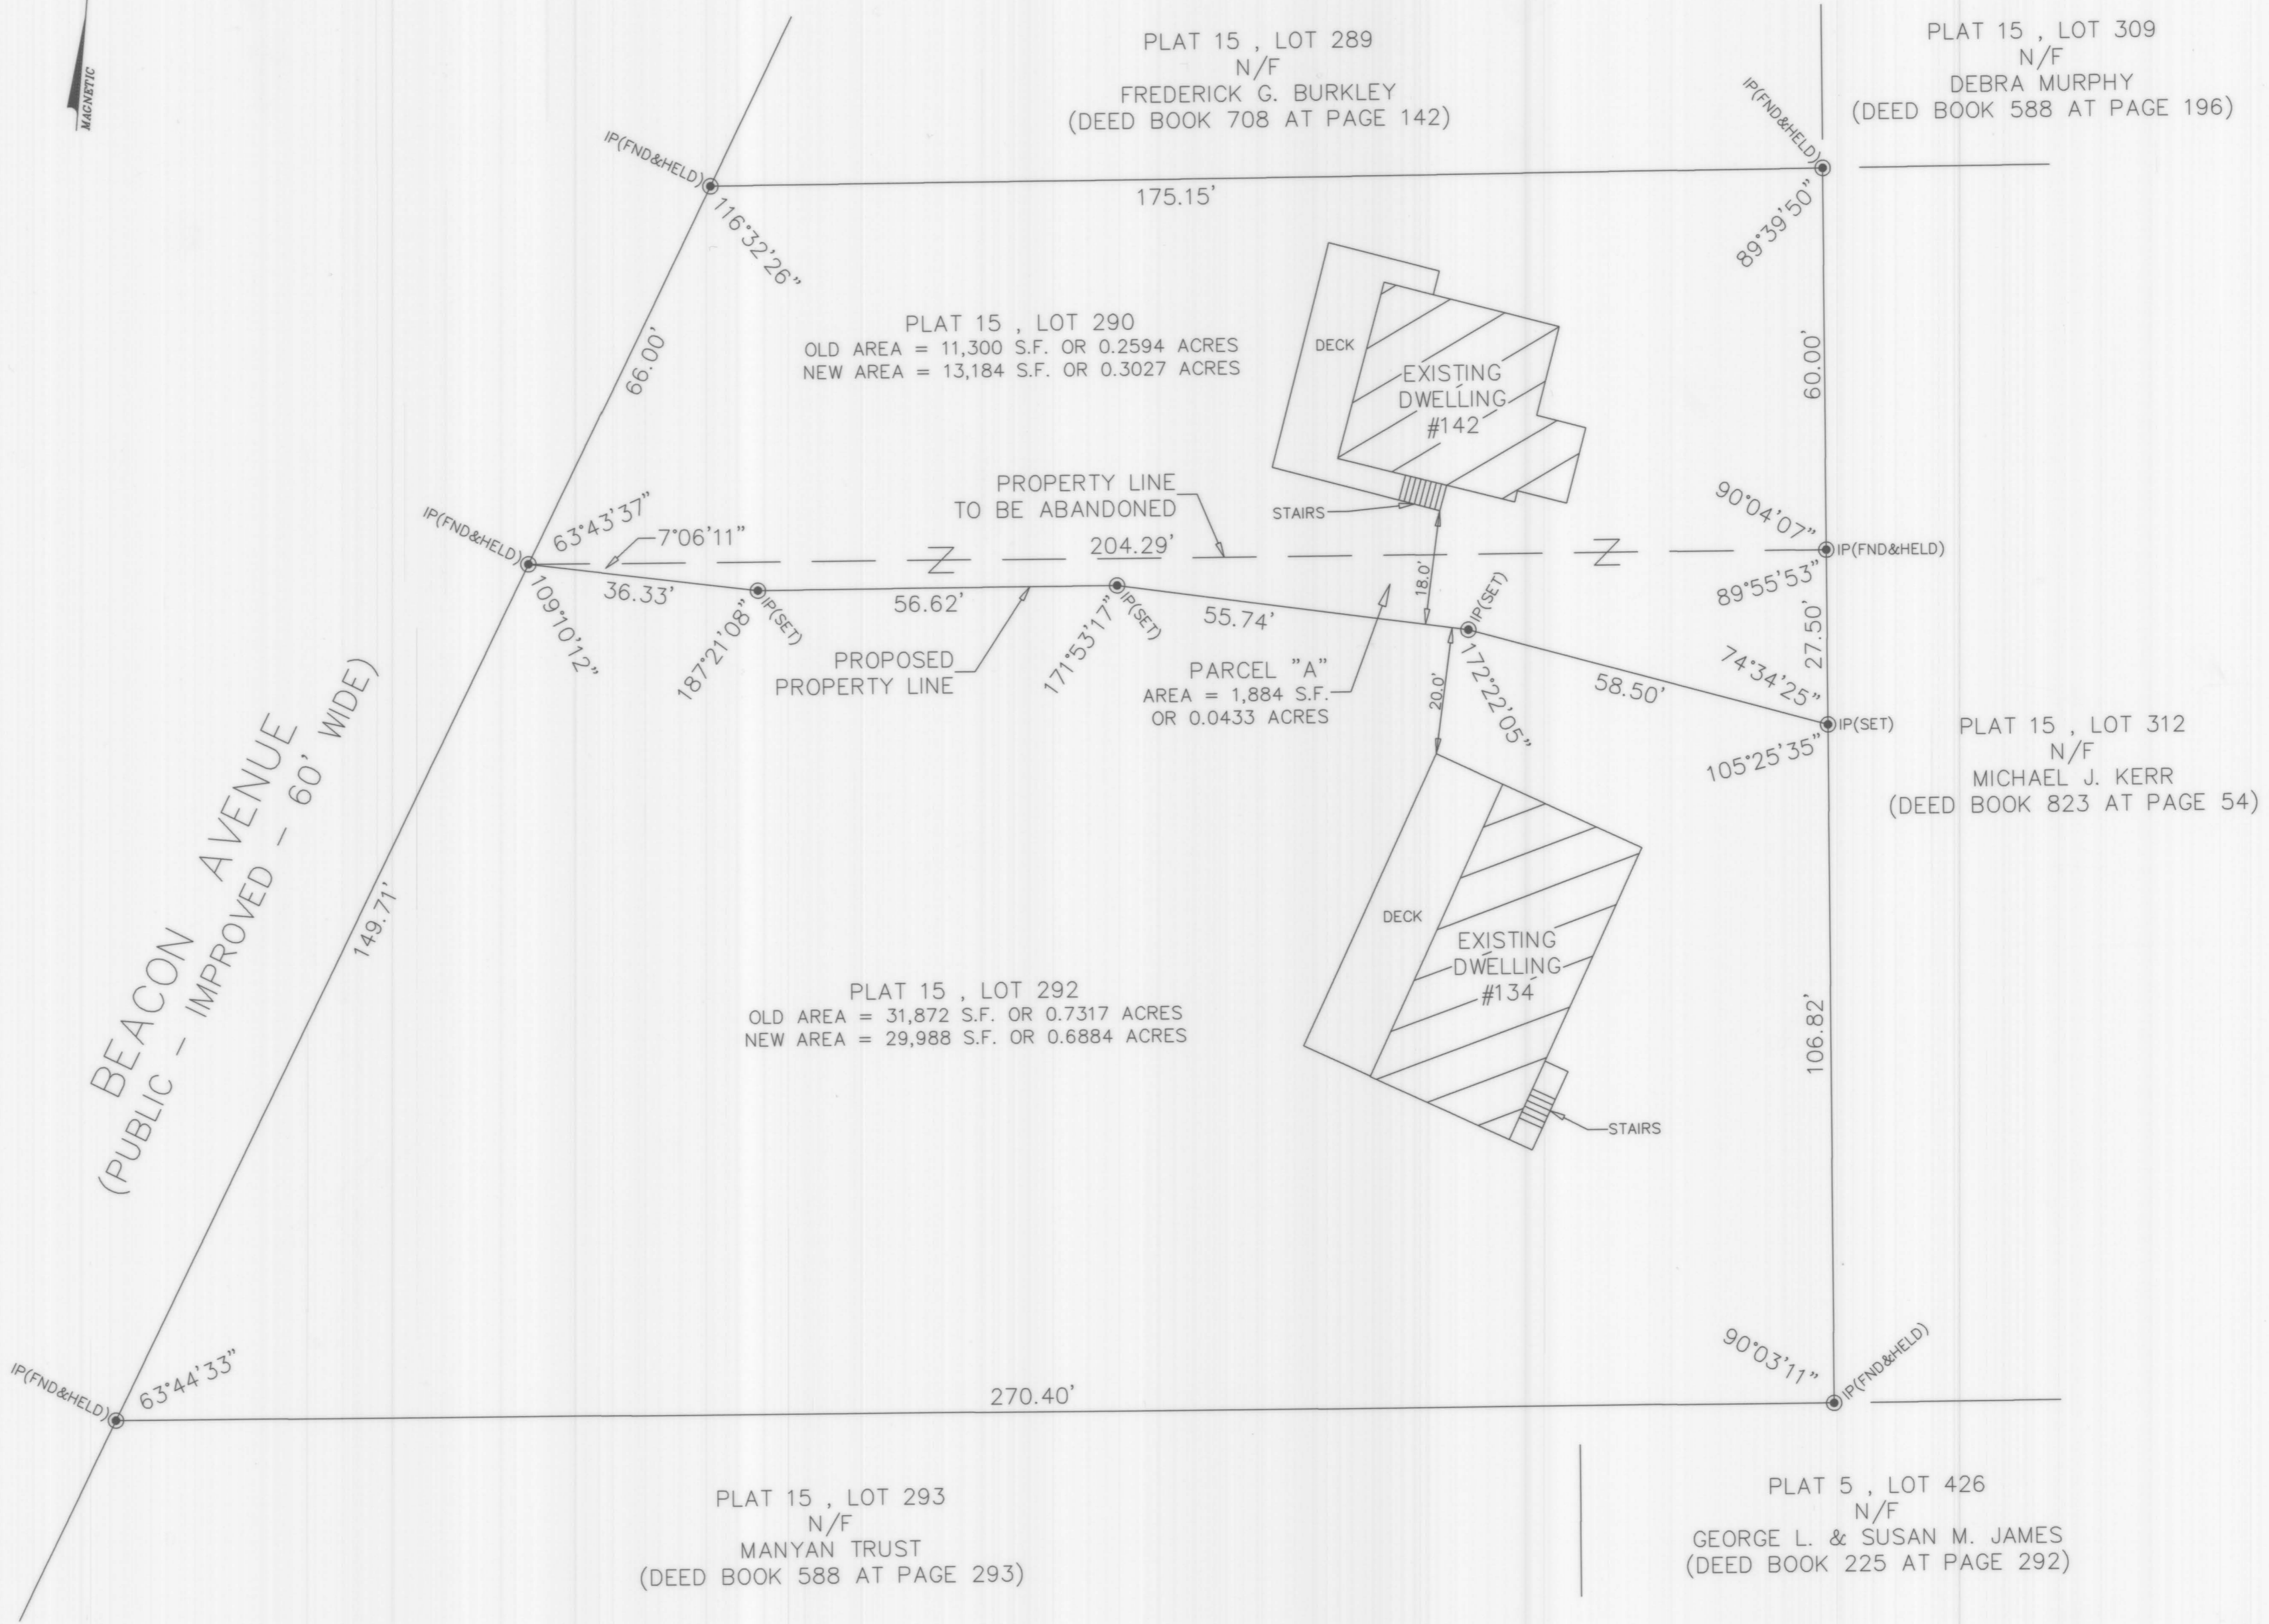 MAGNETIC
PLAT 15 , LOT 289
N/F
FREDERICK G. BURKLEY
(DEED BOOK 708 AT PAGE 142)
PLAT 15 , LOT 309
N/F
DEBRA MURPHY
(DEED BOOK 588 AT PAGE 196)
IP(FND&HELD)
IP(FND&HELD)
175.15'
116°32'26"
89°39'50"
66.00'
60.00'
PLAT 15 , LOT 290
OLD AREA = 11,300 S.F. OR 0.2594 ACRES
NEW AREA = 13,184 S.F. OR 0.3027 ACRES
DECK
EXISTING
DWELLING
#142
STAIRS
PROPERTY LINE
TO BE ABANDONED
204.29'
IP(FND&HELD)
63°43'37"
7°06'11"
90°04'07"
IP(FND&HELD)
89°55'53"
109°10'12"
36.33'
187°21'08"
IP(SET)
56.62'
171°53'17"
IP(SET)
55.74'
18.0'
IP(SET)
27.50'
PROPOSED
PROPERTY LINE
PARCEL "A"
AREA = 1,884 S.F.
OR 0.0433 ACRES
20.0'
172°22'05"
58.50'
74°34'25"
IP(SET)
105°25'35"
PLAT 15 , LOT 312
N/F
MICHAEL J. KERR
(DEED BOOK 823 AT PAGE 54)
BEACON AVENUE
(PUBLIC - IMPROVED - 60' WIDE)
149.71'
DECK
EXISTING
DWELLING
#134
STAIRS
PLAT 15 , LOT 292
OLD AREA = 31,872 S.F. OR 0.7317 ACRES
NEW AREA = 29,988 S.F. OR 0.6884 ACRES
106.82'
IP(FND&HELD)
63°44'33"
270.40'
90°03'11"
IP(FND&HELD)
PLAT 15 , LOT 293
N/F
MANYAN TRUST
(DEED BOOK 588 AT PAGE 293)
PLAT 5 , LOT 426
N/F
GEORGE L. & SUSAN M. JAMES
(DEED BOOK 225 AT PAGE 292)